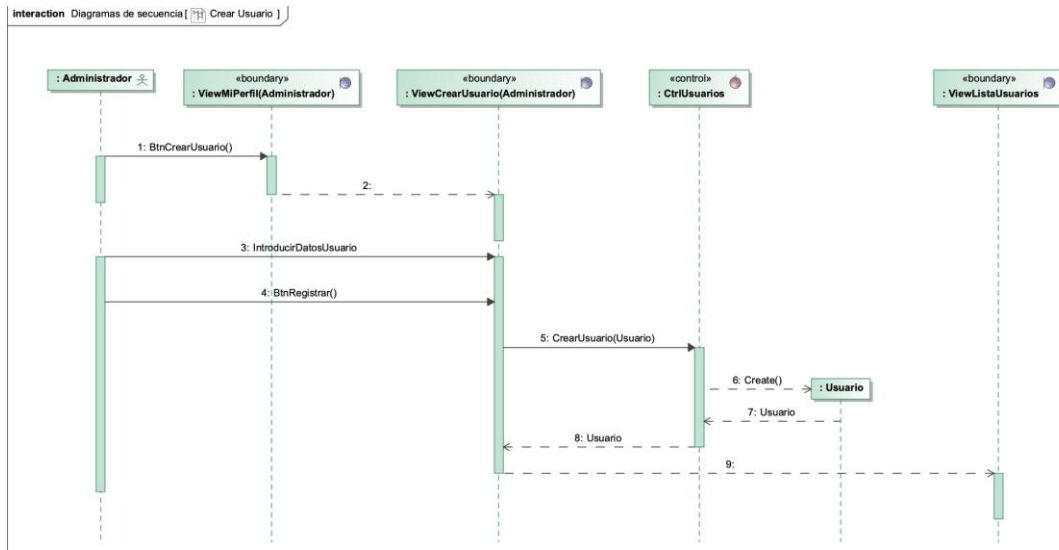 interaction Diagramas de secuencia[ Crear Usuario ]
: Administrador
«boundary»
: ViewMiPerfil(Administrador)
«boundary»
: ViewCrearUsuario(Administrador)
«control»
: CtrlUsuarios
«boundary»
: ViewListaUsuarios
1: BtnCrearUsuario()
2:
3: IntroducirDatosUsuario
4: BtnRegistrar()
5: CrearUsuario(Usuario)
6: Create()
: Usuario
7: Usuario
8: Usuario
9: